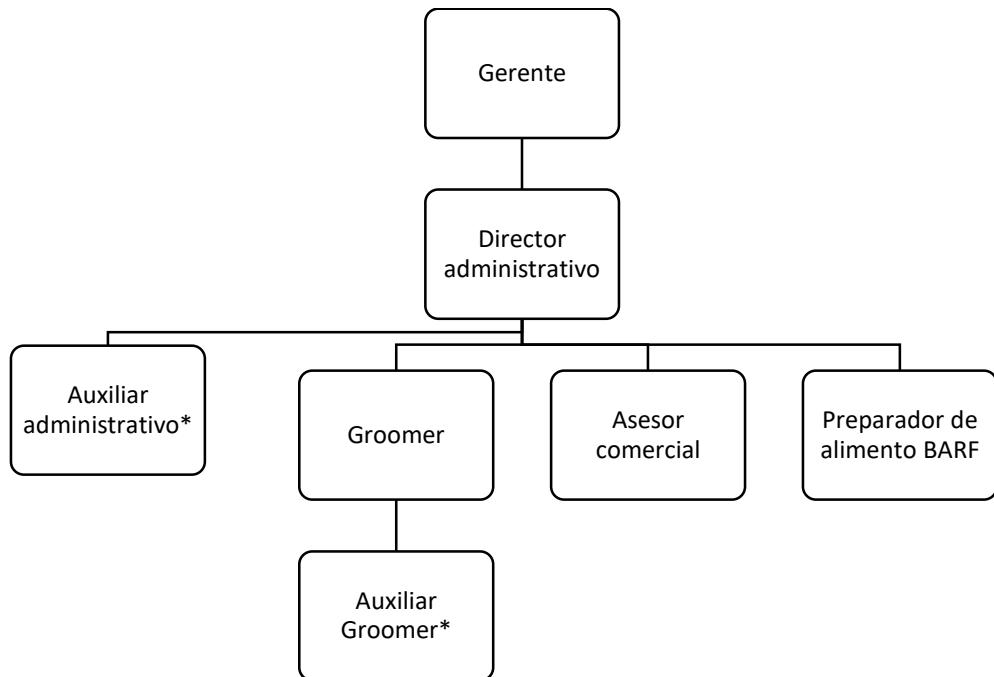 Gerente
Director
administrativo
Auxiliar
administrativo*
Groomer
Asesor
comercial
Preparador de
alimento BARF
Auxiliar
Groomer*